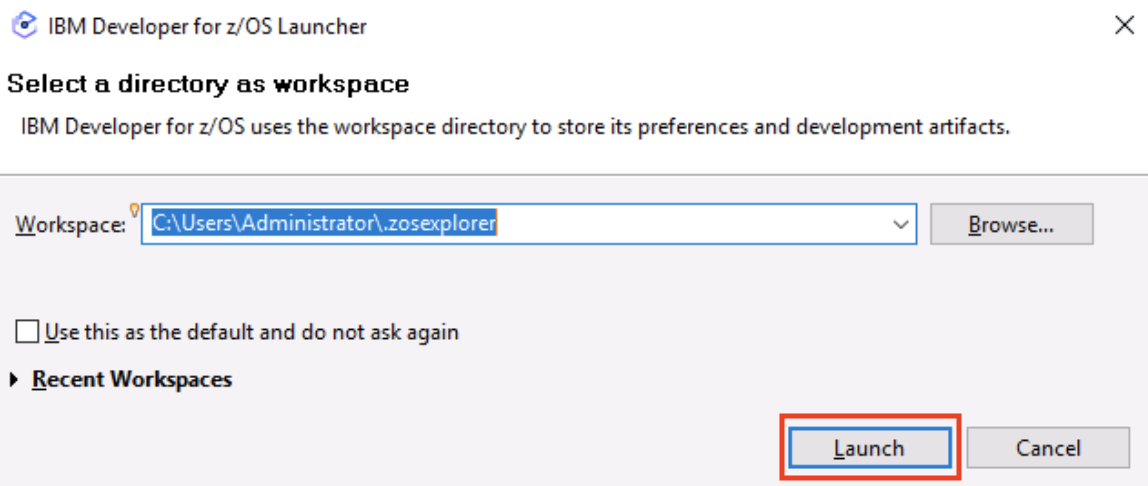 IBM Developer for z/OS Launcher
Select a directory as workspace
IBM Developer for z/OS uses the workspace directory to store its preferences and development artifacts.
Workspace: C:\Users\Administrator\.zosexplorer Browse...
Use this as the default and do not ask again
Recent Workspaces
Launch Cancel